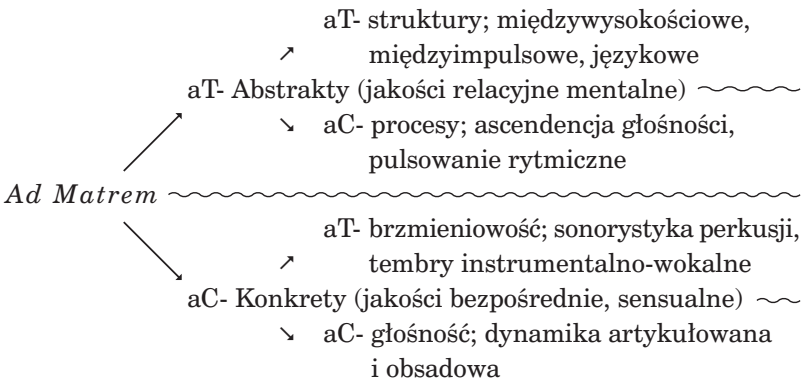 aT- struktury; międzywysokościowe,
międzyimpulsowe, językowe
aT- Abstrakty (jakości relacyjne mentalne)
aC- procesy; ascendencja głośności,
pulsowanie rytmiczne
Ad Matrem
aT- brzmieniowość; sonorystyka perkusji,
tembry instrumentalno-wokalne
aC- Konkrety (jakości bezpośrednie, sensualne)
aC- głośność; dynamika artykułowana
i obsadowa